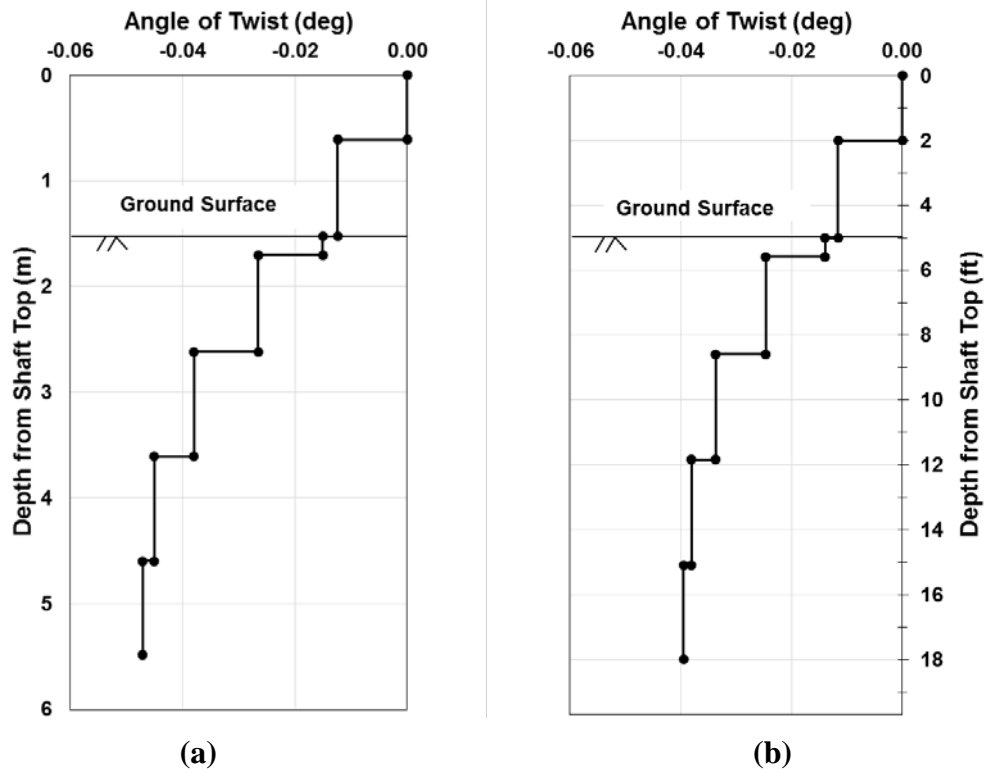 Angle of Twist (deg)
-0.06 -0.04 -0.02 0.00
0
1
Ground Surface
2
3
4
5
6
Depth from Shaft Top (m)
(a)
Angle of Twist (deg)
-0.06 -0.04 -0.02 0.00
0
2
4
Ground Surface
6
8
10
12
14
16
18
Depth from Shaft Top (ft)
(b)